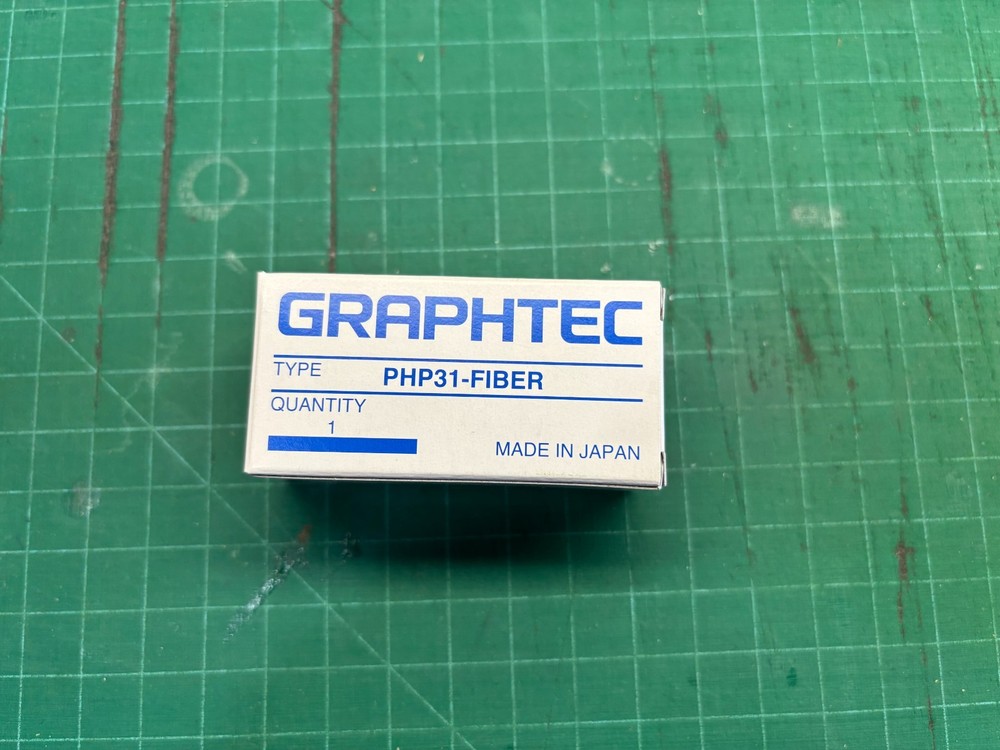 GRAPHTEC
TYPE PHP31-FIBER
QUANTITY
1
MADE IN JAPAN